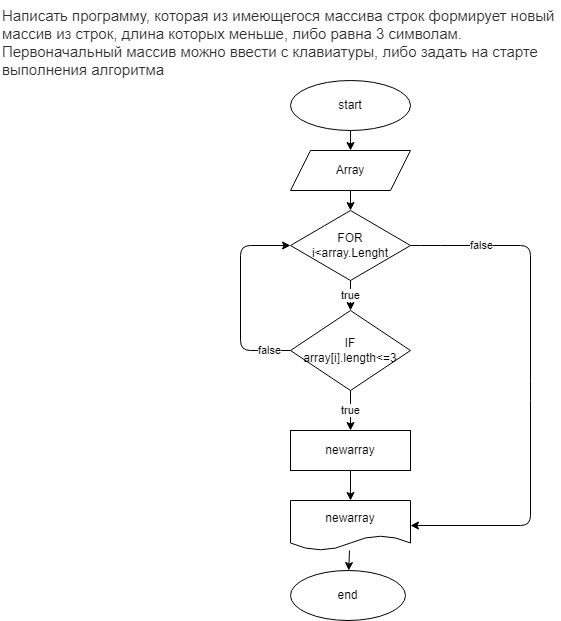 Написать программу, которая из имеющегося массива строк формирует новый
массив из строк, длина которых меньше, либо равна 3 символам.
Первоначальный массив можно ввести с клавиатуры, либо задать на старте
выполнения алгоритма
start
Array
FOR
i<array.Lenght
false
true
IF
array[i].length<=3
false
true
newarray
newarray
end